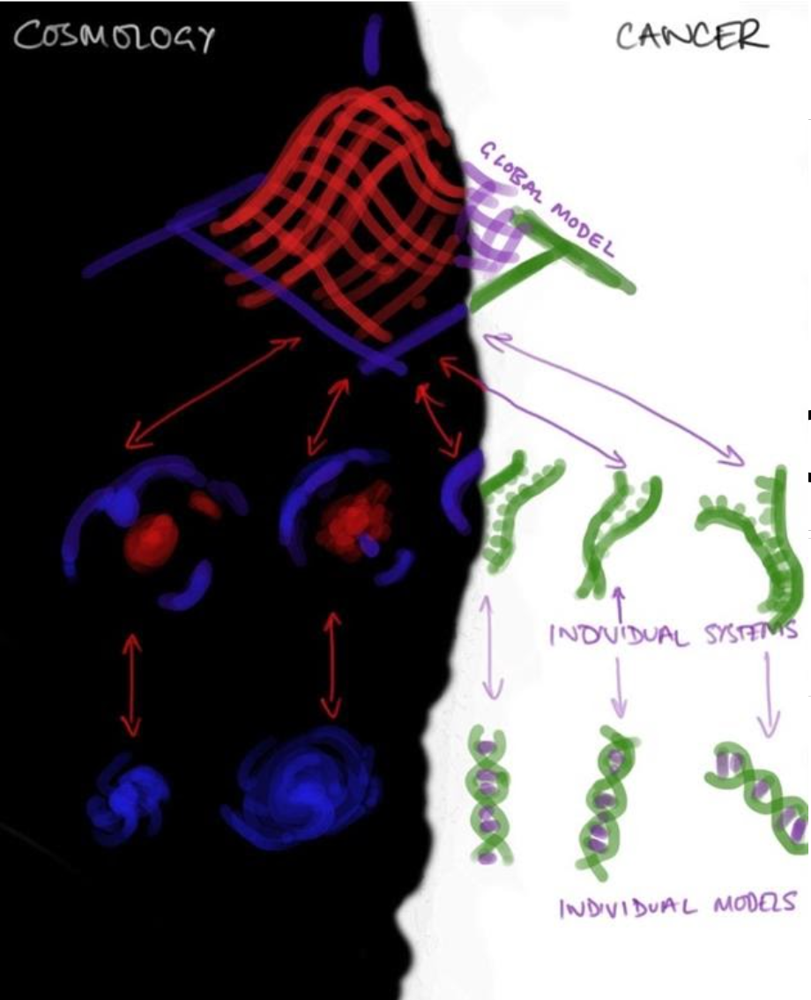 COSMOLOGY
CANCER
GLOBAL MODEL
INDIVIDUAL SYSTEMS
INDIVIDUAL MODELS